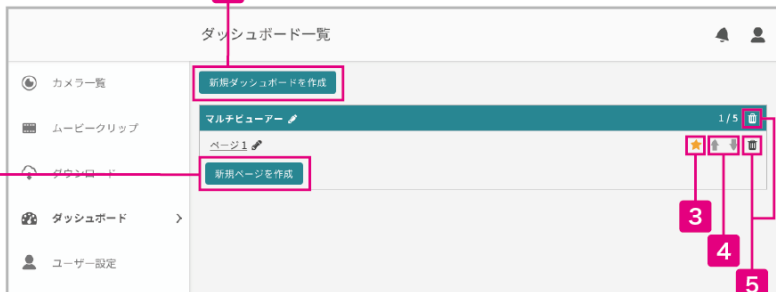 ダッシュボード一覧
カメラ一覧
ムービークリップ
ダウンロード
ダッシュボード
ユーザー設定
新規ダッシュボードを作成
マルチビューアー
1/5
ページ1
新規ページを作成
3
4
5